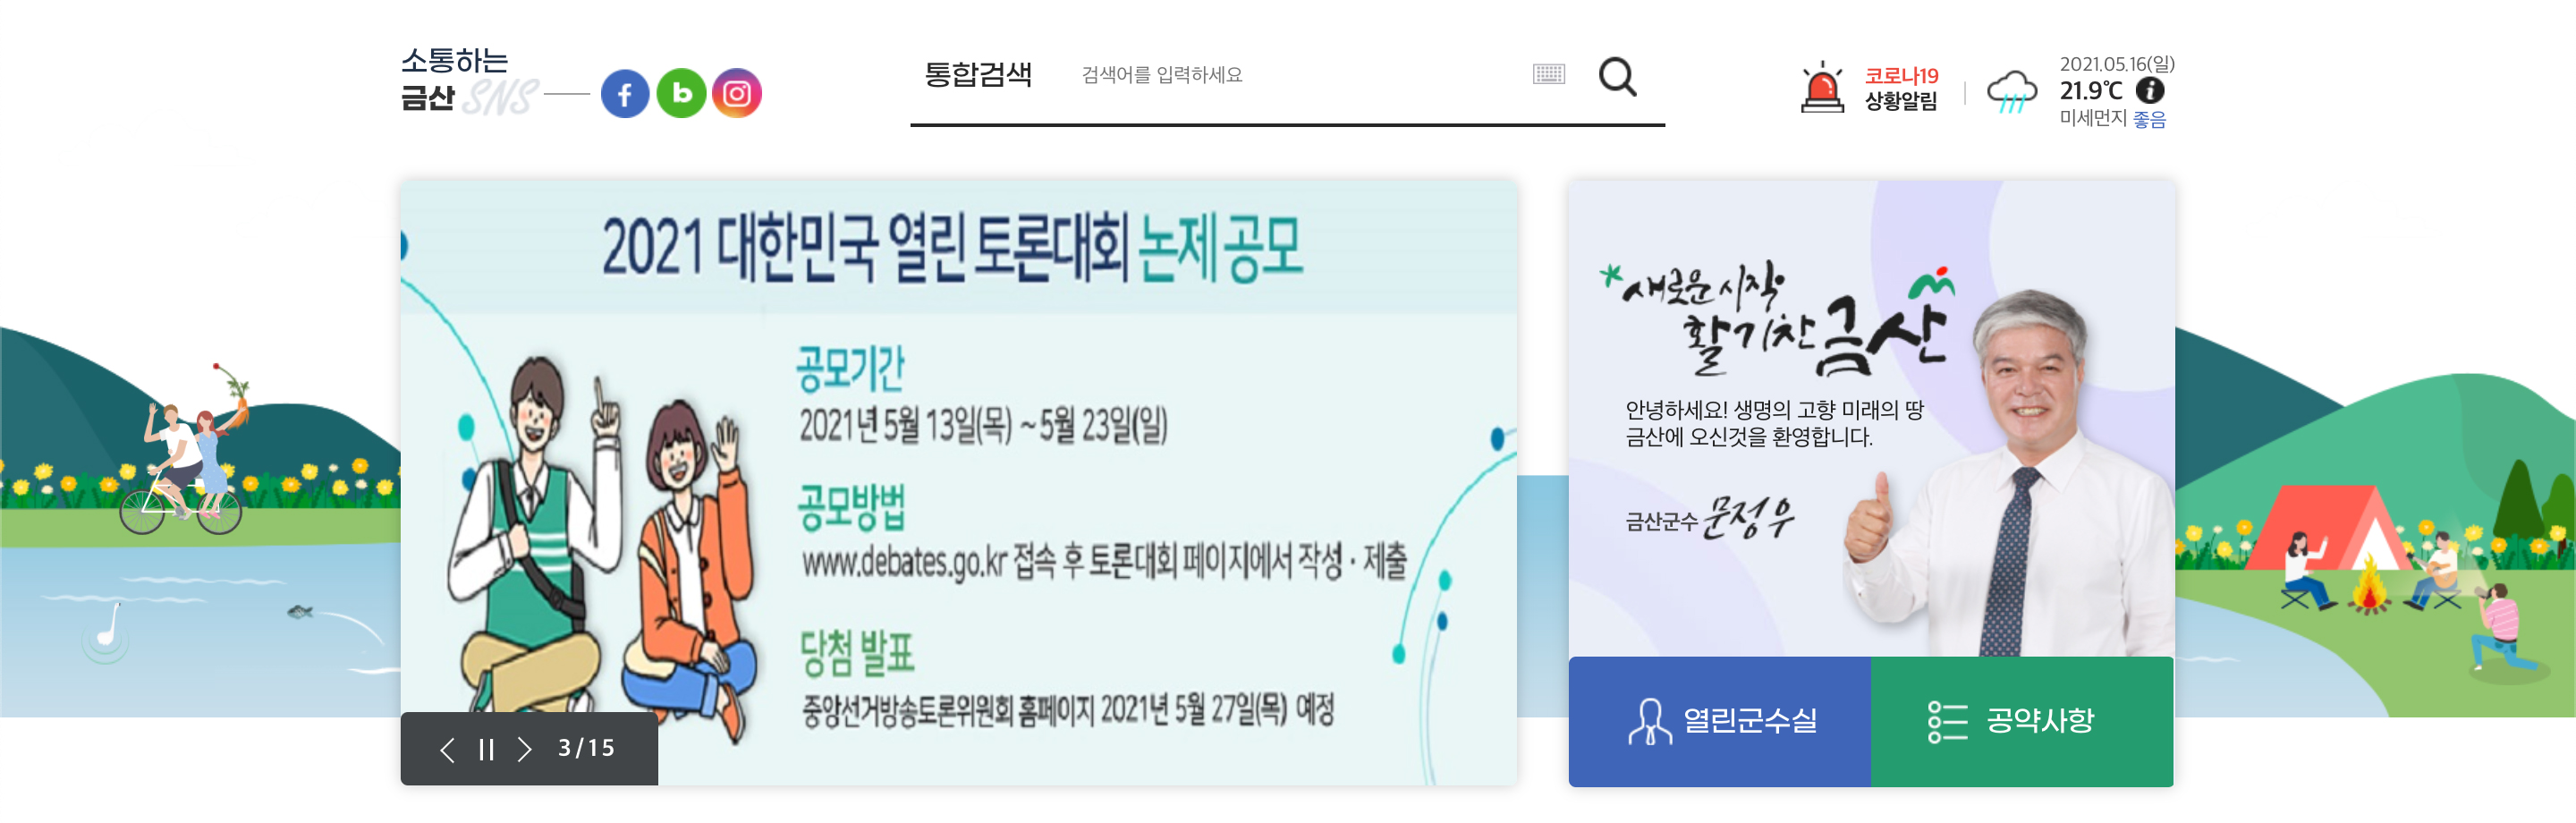 소통하는
금산 SNS
통합검색 검색어를 입력하세요
코로나19
상황알림
2021.05.16(일)
21.9℃
미세먼지 좋음
2021 대한민국 열린 토론대회 논제 공모
공모기간
2021년 5월 13일(목) ~ 5월 23일(일)
공모방법
www.debates.go.kr 접속 후 토론대회 페이지에서 작성 · 제출
당첨 발표
중앙선거방송토론위원회 홈페이지 2021년 5월 27일(목) 예정
3/15
새로운 시작
활기찬 금산
안녕하세요! 생명의 고향 미래의 땅
금산에 오신것을 환영합니다.
금산군수 문정우
열린군수실
공약사항